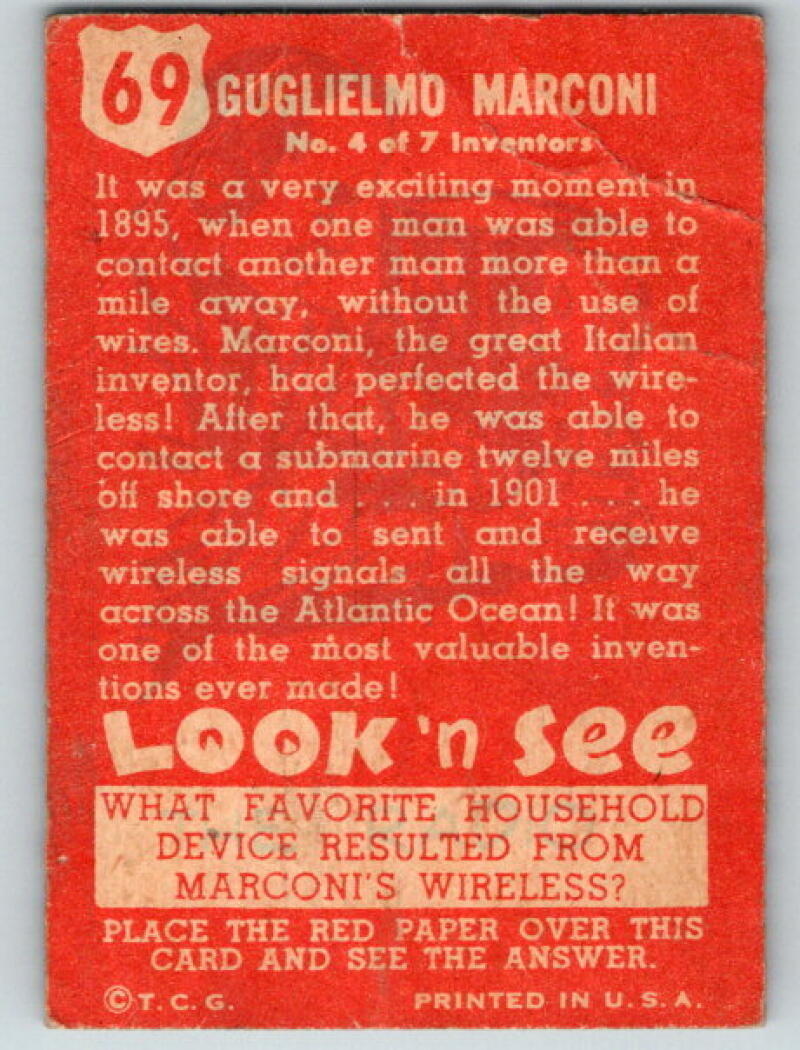 69
GUGLIELMO MARCONI
No. 4 of 7 Inventors
It was a very exciting moment in
1895, when one man was able to
contact another man more than a
mile away, without the use of
wires. Marconi, the great Italian
inventor, had perfected the wire-
less! After that, he was able to
contact a submarine twelve miles
off shore and . . . in 1901 . . . he
was able to sent and receive
wireless signals all the way
across the Atlantic Ocean! It was
one of the most valuable inven-
tions ever made!
LOOK 'n SEE
WHAT FAVORITE HOUSEHOLD
DEVICE RESULTED FROM
MARCONI'S WIRELESS?
PLACE THE RED PAPER OVER THIS
CARD AND SEE THE ANSWER.
© T. C. G. PRINTED IN U. S. A.